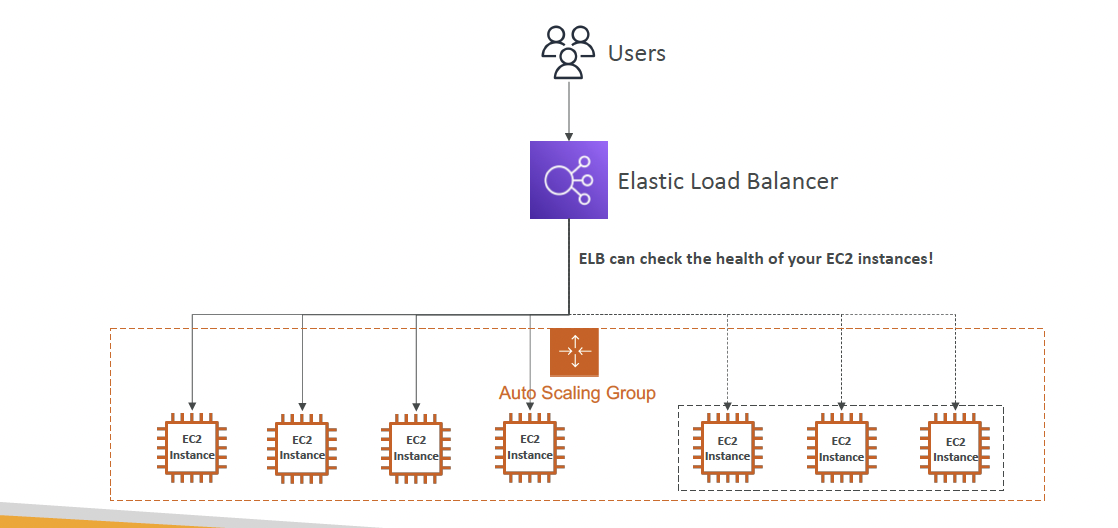 Users
Elastic Load Balancer
ELB can check the health of your EC2 instances!
Auto Scaling Group
EC2
Instance
EC2
Instance
EC2
Instance
EC2
Instance
EC2
Instance
EC2
Instance
EC2
Instance